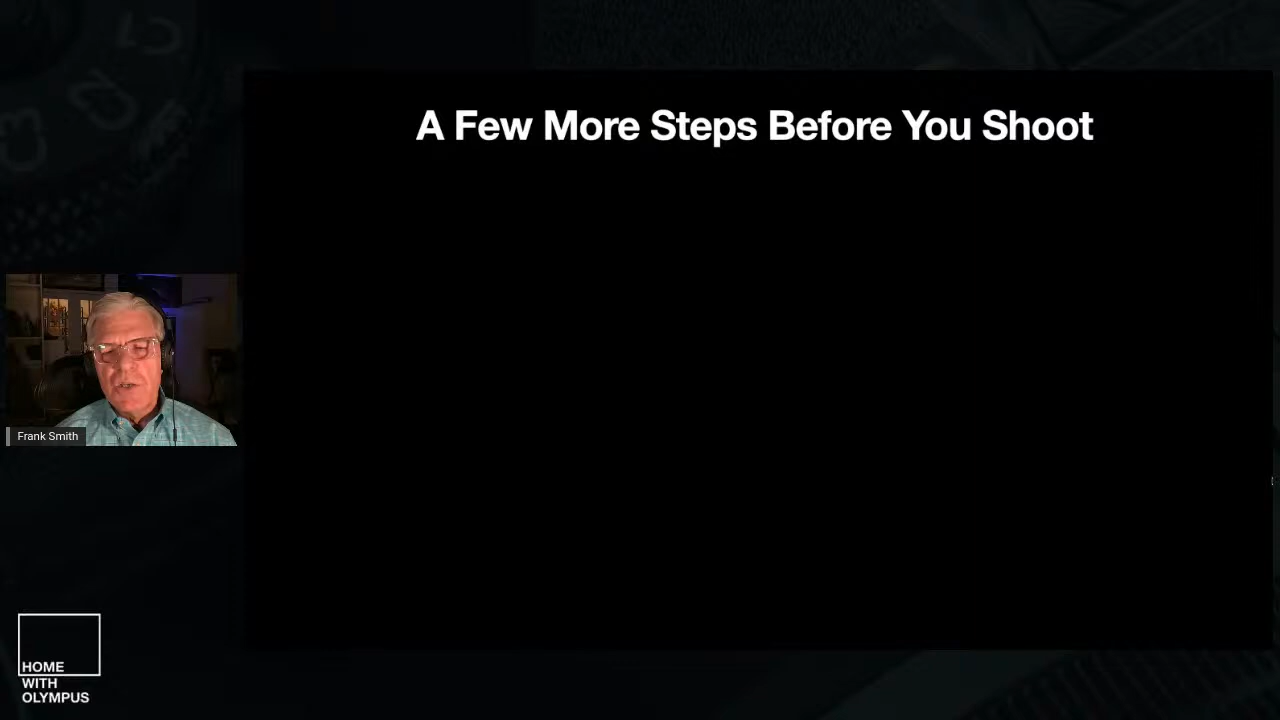 A Few More Steps Before You Shoot
Frank Smith
HOME
WITH
OLYMPUS